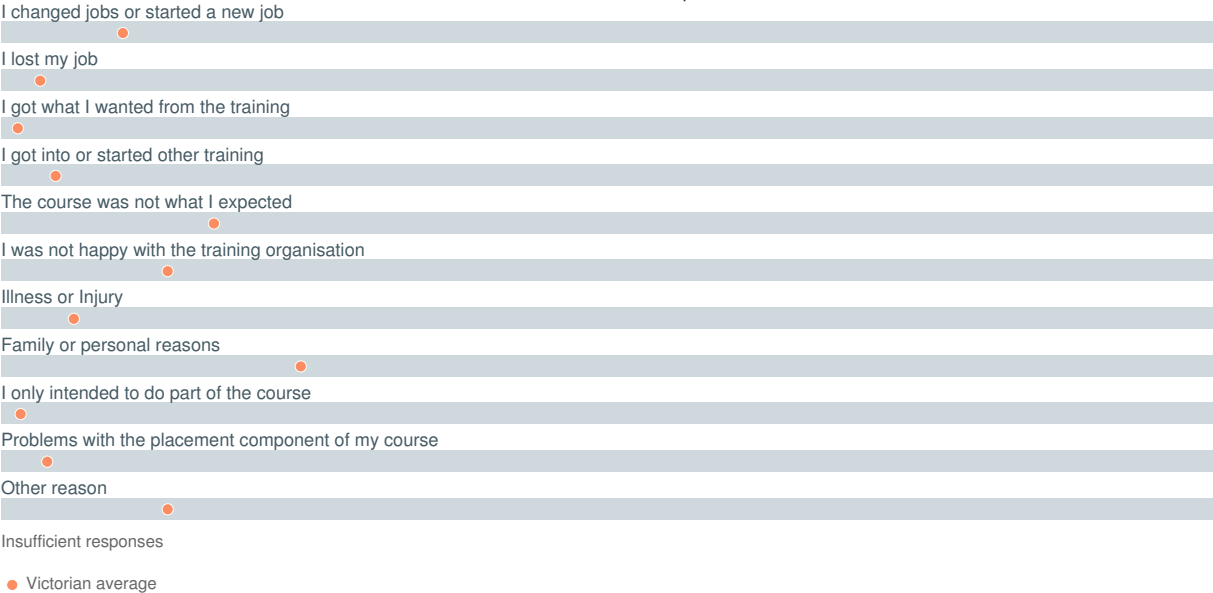 I changed jobs or started a new job
I lost my job
I got what I wanted from the training
I got into or started other training
The course was not what I expected
I was not happy with the training organisation
Illness or Injury
Family or personal reasons
I only intended to do part of the course
Problems with the placement component of my course
Other reason
Insufficient responses
Victorian average